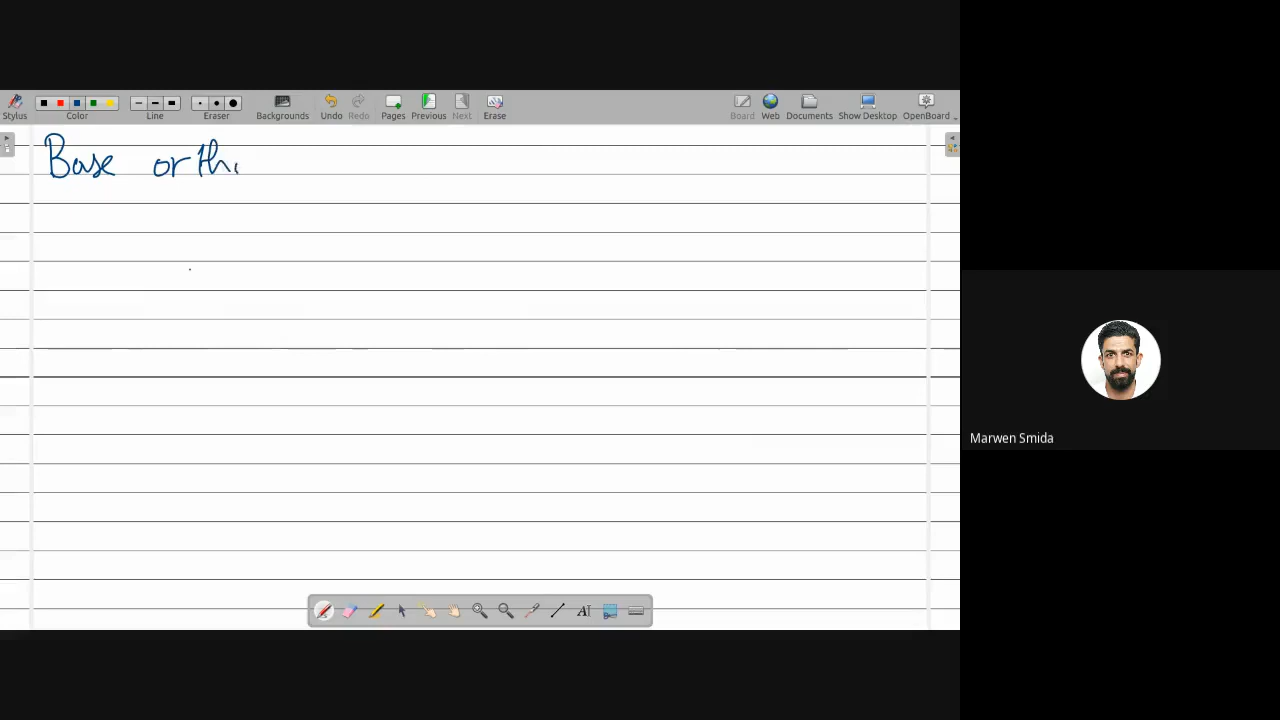 Stylus Color Line Eraser Backgrounds Undo Redo Pages Previous Next Erase Board Web Documents Show Desktop OpenBoard
Base orth
AI
Marwen Smida